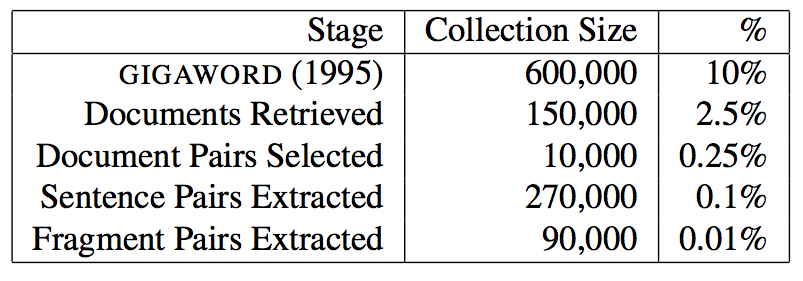 Stage Collection Size %
GIGAWORD (1995) 600,000 10%
Documents Retrieved 150,000 2.5%
Document Pairs Selected 10,000 0.25%
Sentence Pairs Extracted 270,000 0.1%
Fragment Pairs Extracted 90,000 0.01%